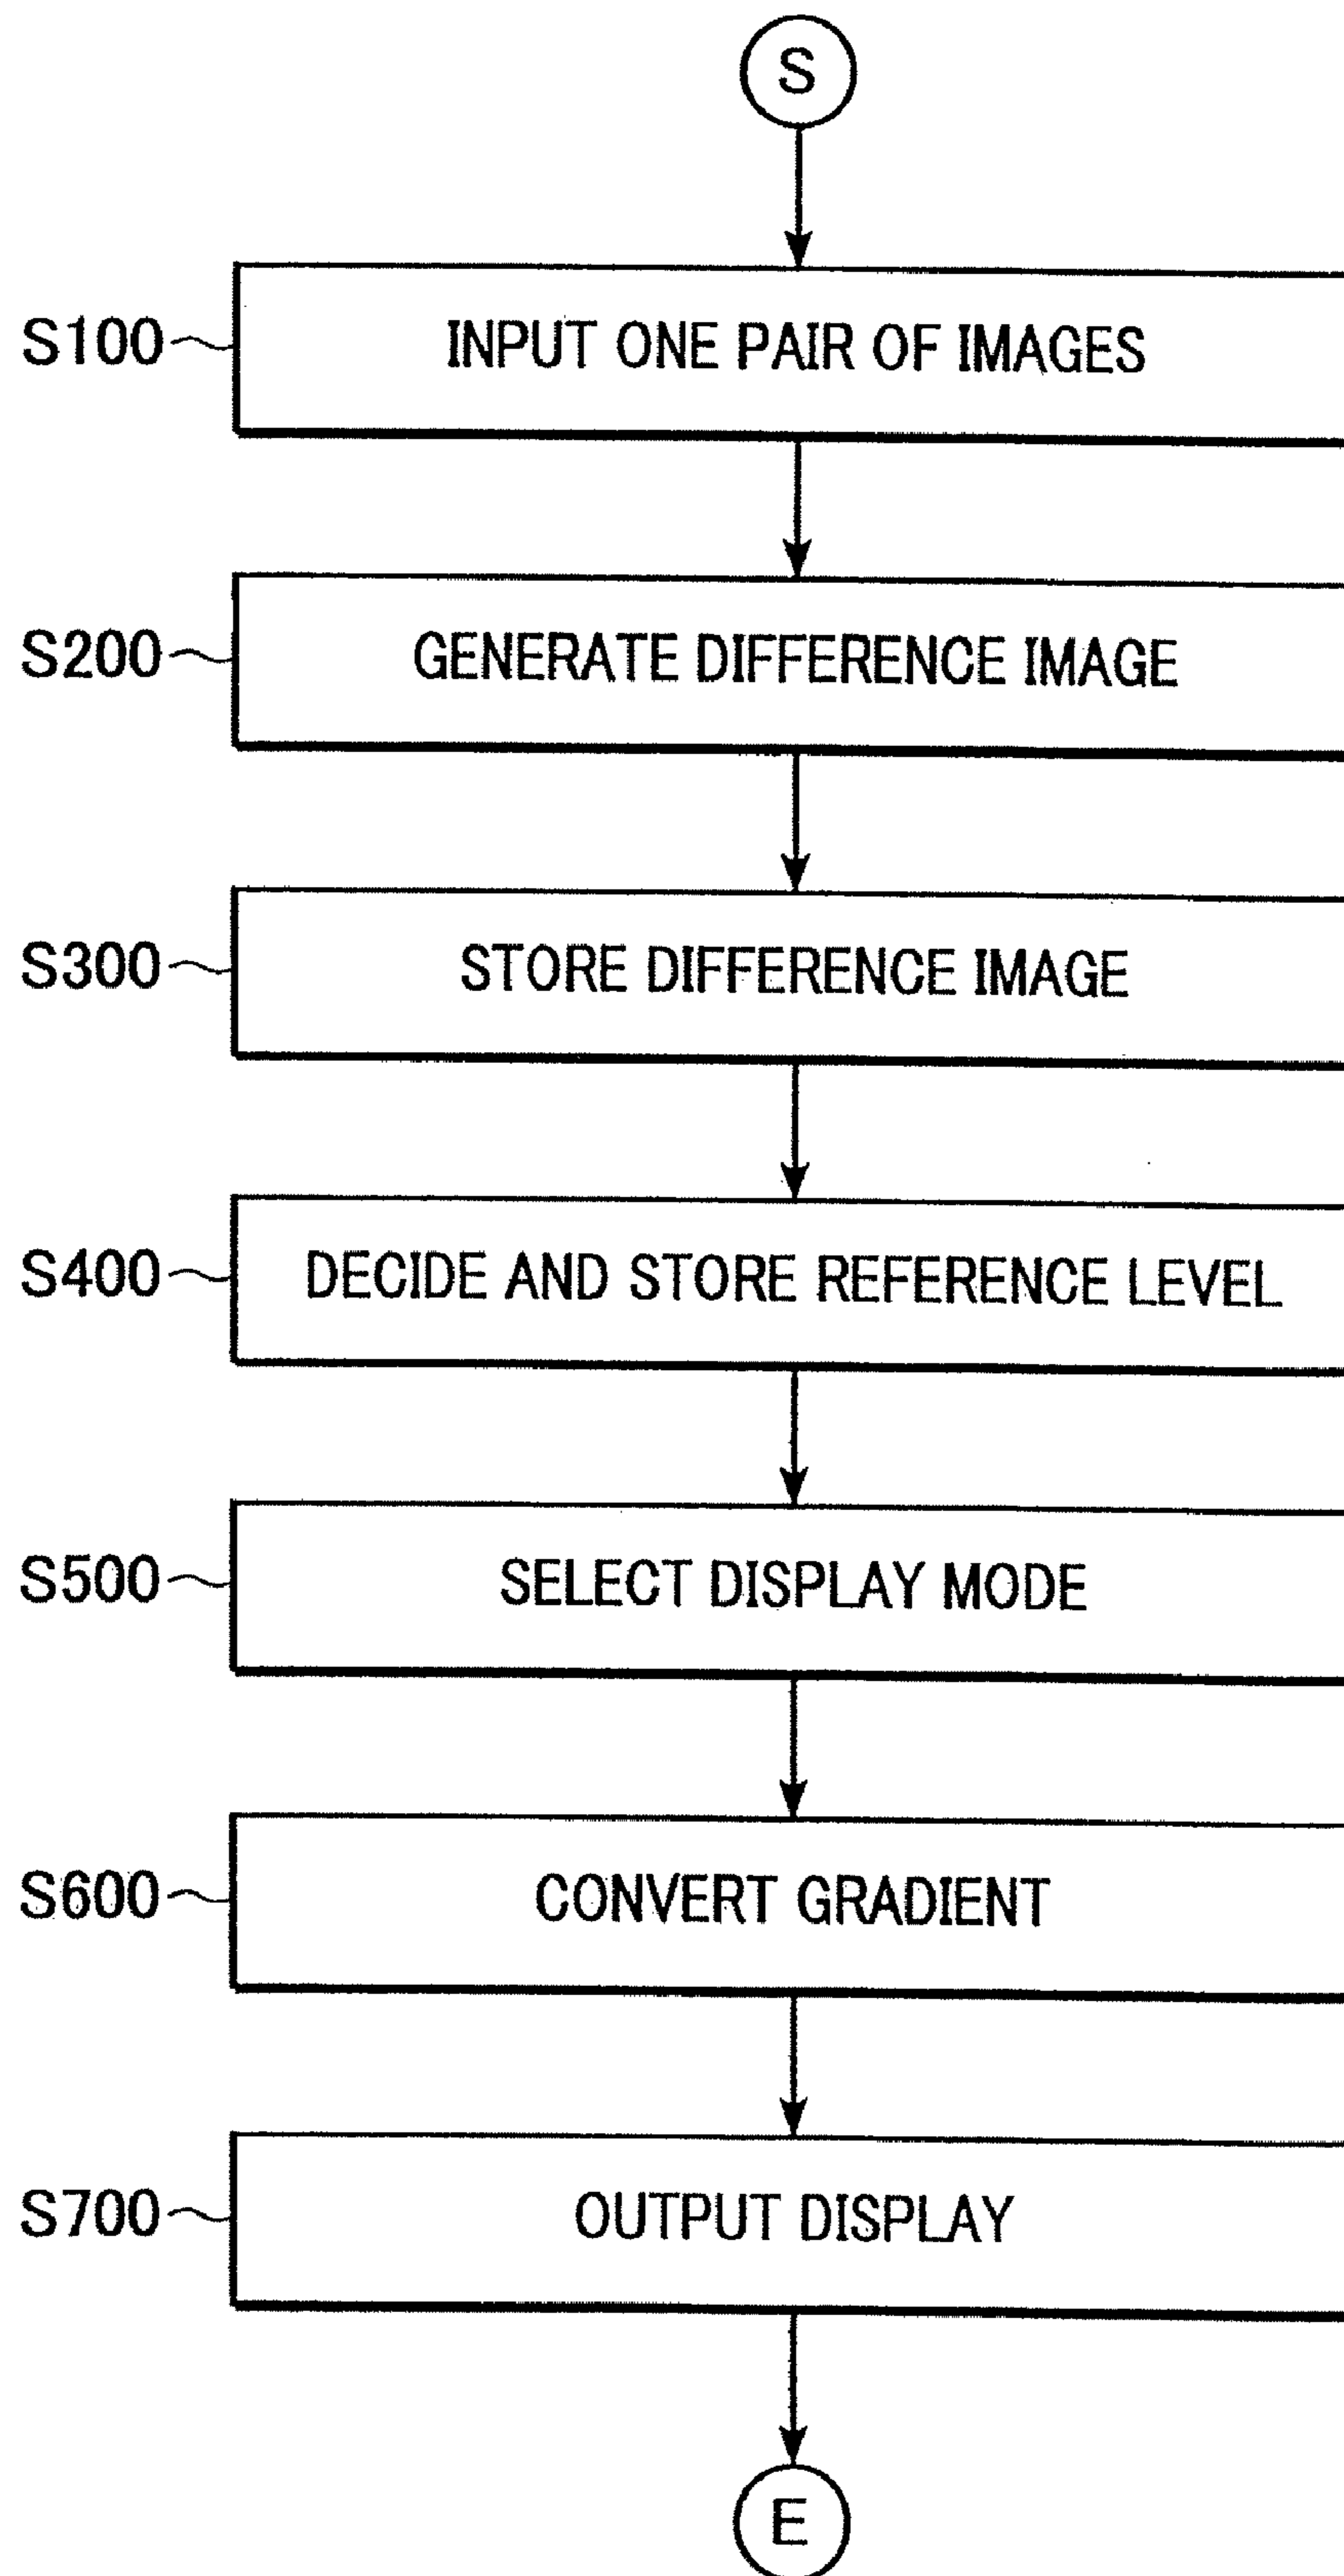 S
S100 INPUT ONE PAIR OF IMAGES
S200 GENERATE DIFFERENCE IMAGE
S300 STORE DIFFERENCE IMAGE
S400 DECIDE AND STORE REFERENCE LEVEL
S500 SELECT DISPLAY MODE
S600 CONVERT GRADIENT
S700 OUTPUT DISPLAY
E